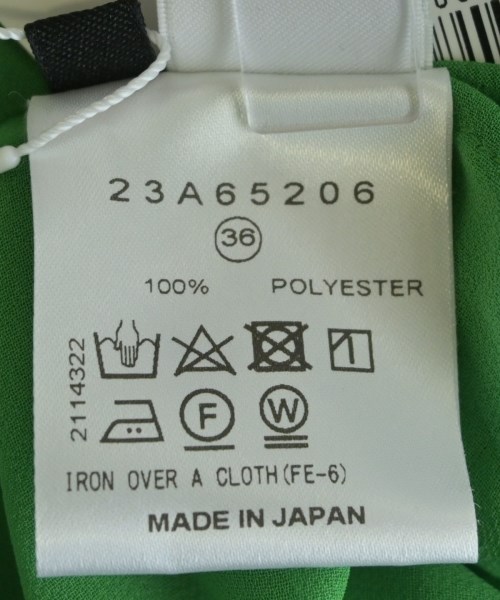 23A65206
36
100% POLYESTER
2114322
F W
IRON OVER A CLOTH(FE-6)
MADE IN JAPAN